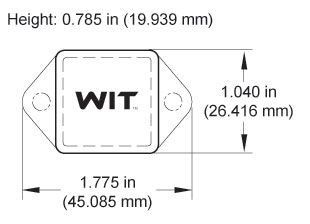 Height: 0.785 in (19.939 mm)
WIT™
1.040 in
(26.416 mm)
1.775 in
(45.085 mm)